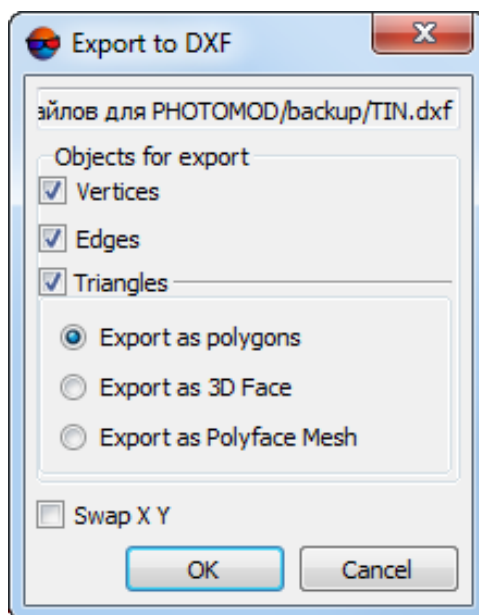 Export to DXF
айлов для PHOTOMOD/backup/TIN.dxf
Objects for export
Vertices
Edges
Triangles
Export as polygons
Export as 3D Face
Export as Polyface Mesh
Swap X Y
OK
Cancel